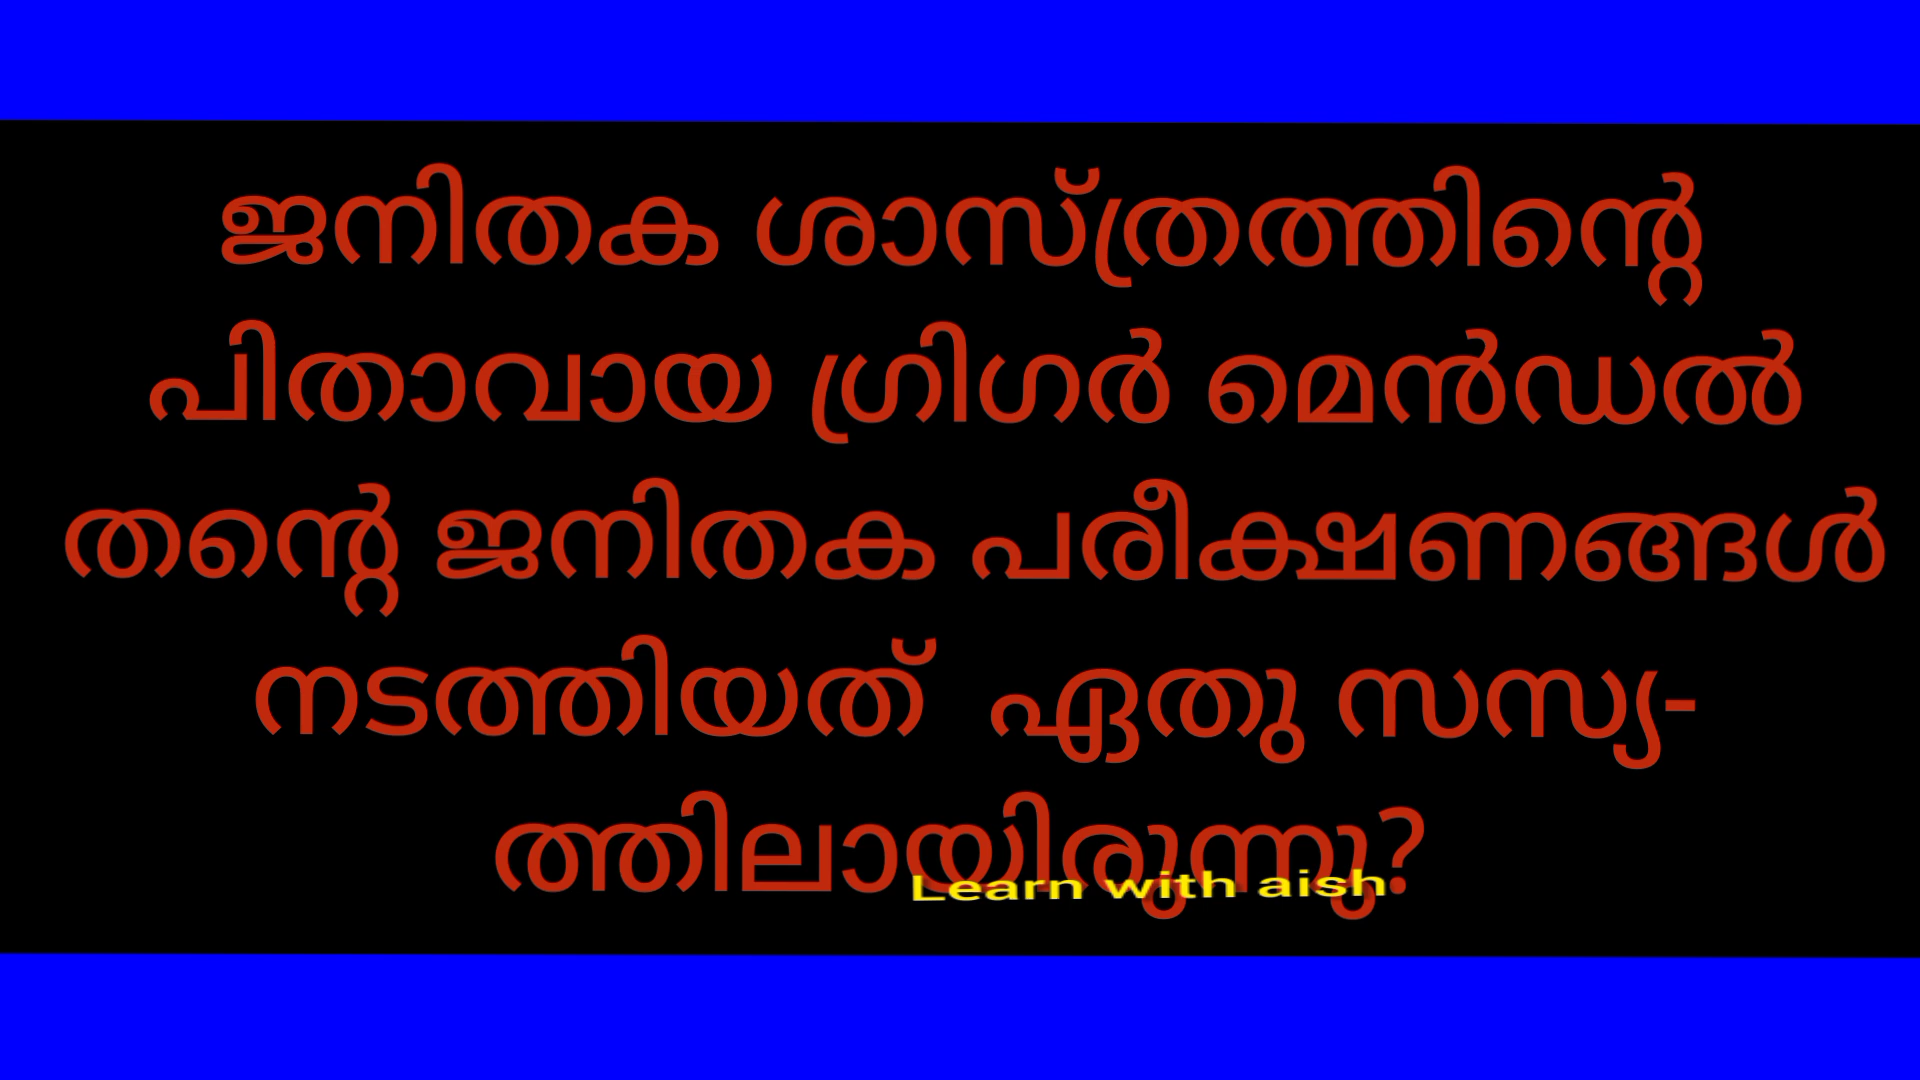 ജനിതക ശാസ്ത്രത്തിന്റെ
പിതാവായ ഗ്രിഗർ മെൻഡൽ
തന്റെ ജനിതക പരീക്ഷണങ്ങൾ
നടത്തിയത്  ഏതു സസ്യ-
ത്തിലായിരുന്നു?
Learn with aish